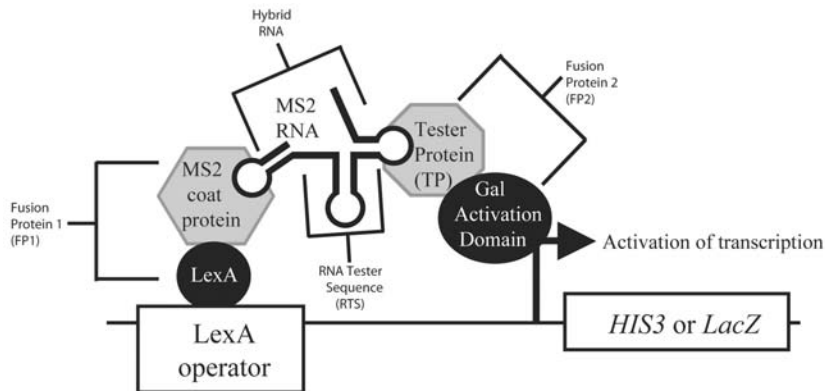 Hybrid
RNA
MS2
RNA
Fusion
Protein 2
(FP2)
Tester
Protein
(TP)
MS2
coat
protein
Gal
Activation
Domain
Fusion
Protein 1
(FP1)
LexA
RNA Tester
Sequence
(RTS)
Activation of transcription
LexA
operator
HIS3 or LacZ